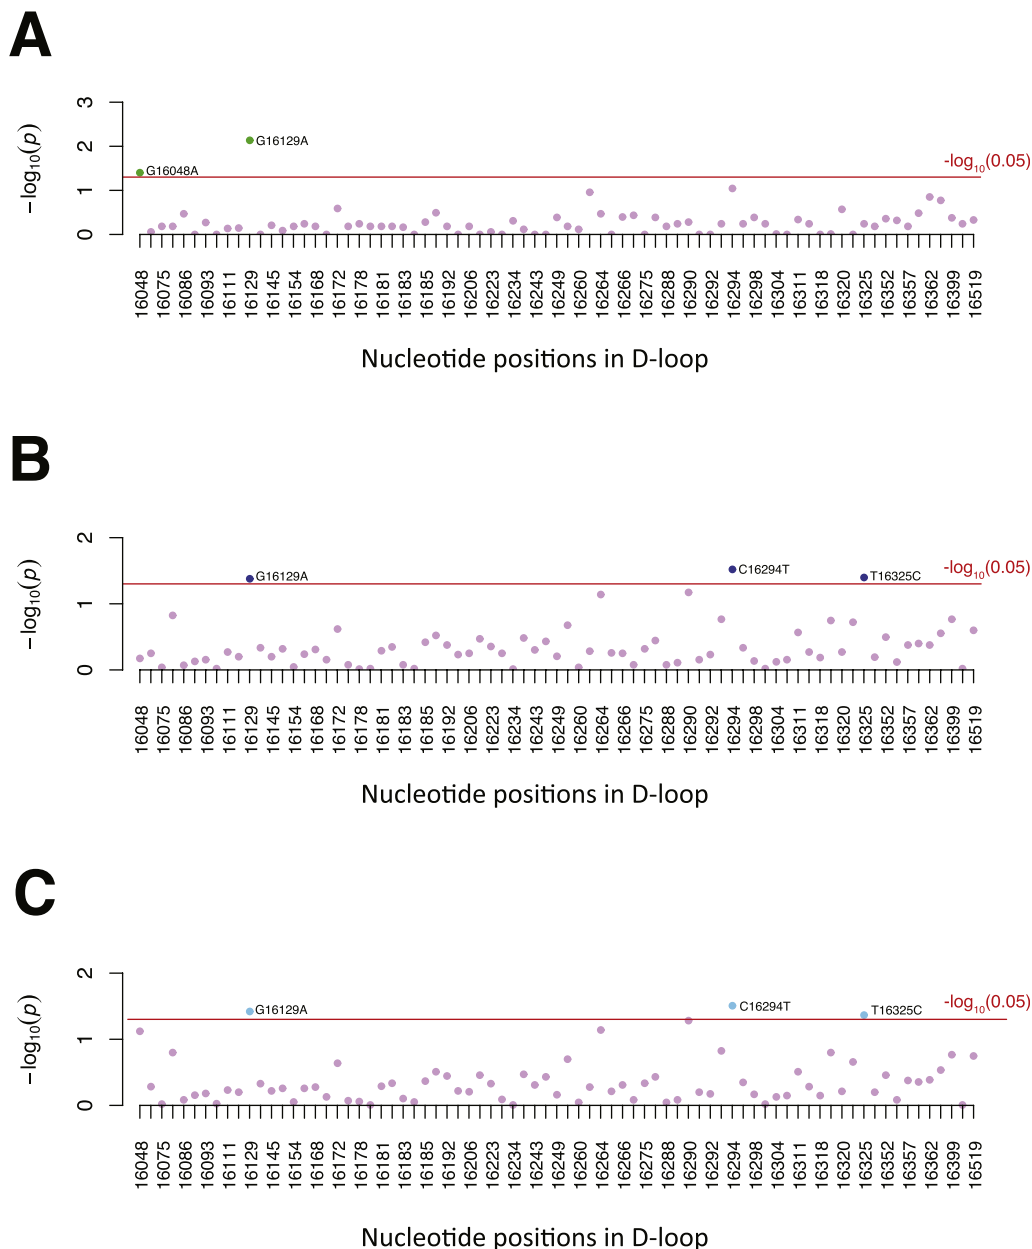 A
3
2
1
0
−log10(p)
G16129A
G16048A
-log10(0.05)
16048 16075 16086 16093 16111 16129 16145 16154 16168 16172 16178 16181 16183 16185 16192 16206 16223 16234 16243 16249 16260 16264 16266 16275 16288 16290 16292 16294 16298 16304 16311 16318 16320 16325 16352 16357 16362 16399 16519
Nucleotide positions in D-loop
B
2
1
0
−log10(p)
G16129A
C16294T
T16325C
-log10(0.05)
16048 16075 16086 16093 16111 16129 16145 16154 16168 16172 16178 16181 16183 16185 16192 16206 16223 16234 16243 16249 16260 16264 16266 16275 16288 16290 16292 16294 16298 16304 16311 16318 16320 16325 16352 16357 16362 16399 16519
Nucleotide positions in D-loop
C
2
1
0
−log10(p)
G16129A
C16294T
T16325C
-log10(0.05)
16048 16075 16086 16093 16111 16129 16145 16154 16168 16172 16178 16181 16183 16185 16192 16206 16223 16234 16243 16249 16260 16264 16266 16275 16288 16290 16292 16294 16298 16304 16311 16318 16320 16325 16352 16357 16362 16399 16519
Nucleotide positions in D-loop